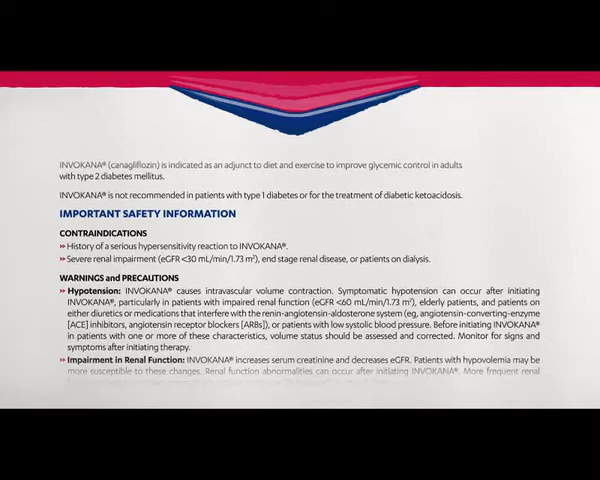 INVOKANA® (canagliflozin) is indicated as an adjunct to diet and exercise to improve glycemic control in adults
with type 2 diabetes mellitus.
INVOKANA® is not recommended in patients with type 1 diabetes or for the treatment of diabetic ketoacidosis.
IMPORTANT SAFETY INFORMATION
CONTRAINDICATIONS
» History of a serious hypersensitivity reaction to INVOKANA®.
» Severe renal impairment (eGFR <30 mL/min/1.73 m²), end stage renal disease, or patients on dialysis.
WARNINGS and PRECAUTIONS
» Hypotension: INVOKANA® causes intravascular volume contraction. Symptomatic hypotension can occur after initiating
INVOKANA®, particularly in patients with impaired renal function (eGFR <60 mL/min/1.73 m²), elderly patients, and patients on
either diuretics or medications that interfere with the renin-angiotensin-aldosterone system (eg, angiotensin-converting-enzyme
[ACE] inhibitors, angiotensin receptor blockers [ARBs]), or patients with low systolic blood pressure. Before initiating INVOKANA®
in patients with one or more of these characteristics, volume status should be assessed and corrected. Monitor for signs and
symptoms after initiating therapy.
» Impairment in Renal Function: INVOKANA® increases serum creatinine and decreases eGFR. Patients with hypovolemia may be
more susceptible to these changes. Renal function abnormalities can occur after initiating INVOKANA®. More frequent renal